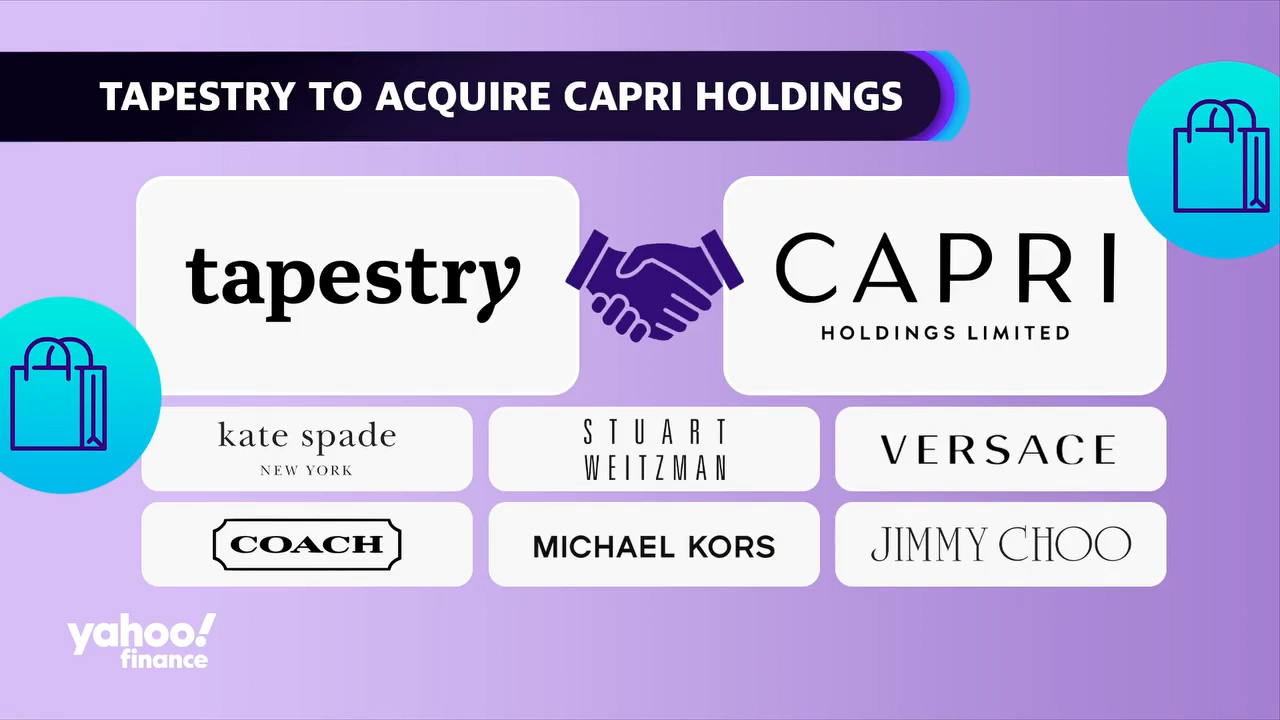 TAPESTRY TO ACQUIRE CAPRI HOLDINGS
tapestry
CAPRI
HOLDINGS LIMITED
kate spade
NEW YORK
STUART
WEITZMAN
VERSACE
COACH
MICHAEL KORS
JIMMY CHOO
yahoo!
finance